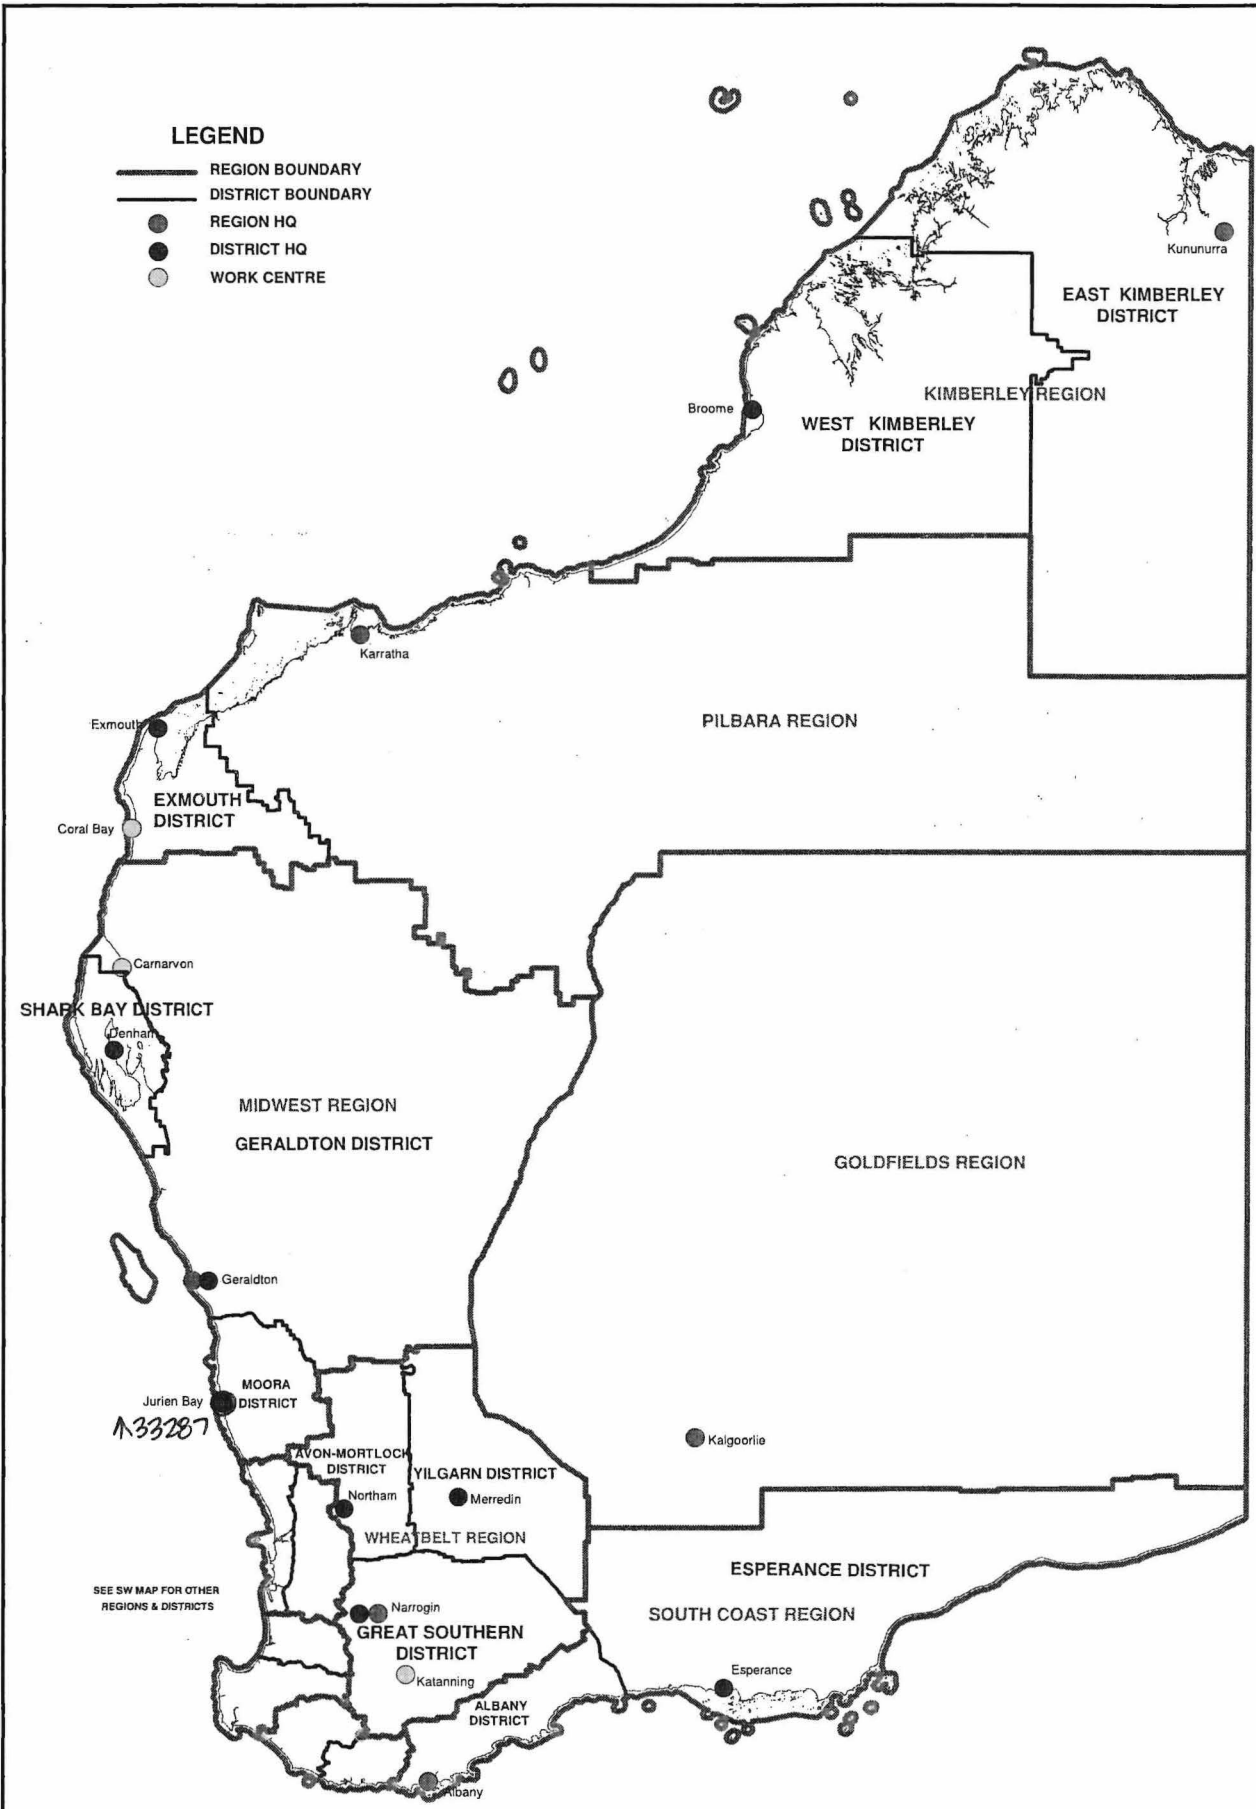 LEGEND
REGION BOUNDARY
DISTRICT BOUNDARY
REGION HQ
DISTRICT HQ
WORK CENTRE
Kununurra
EAST KIMBERLEY
DISTRICT
KIMBERLEY REGION
Broome
WEST KIMBERLEY
DISTRICT
Karratha
PILBARA REGION
Exmouth
EXMOUTH
DISTRICT
Coral Bay
Carnarvon
SHARK BAY DISTRICT
Denham
MIDWEST REGION
GERALDTON DISTRICT
GOLDFIELDS REGION
Geraldton
MOORA
DISTRICT
Jurien Bay
33287
Kalgoorlie
AVON-MORTLOCK
DISTRICT
YILGARN DISTRICT
Northam
Merredin
WHEATBELT REGION
ESPERANCE DISTRICT
SEE SW MAP FOR OTHER
REGIONS & DISTRICTS
SOUTH COAST REGION
Narrogin
GREAT SOUTHERN
DISTRICT
Katanning
Esperance
ALBANY
DISTRICT
Albany